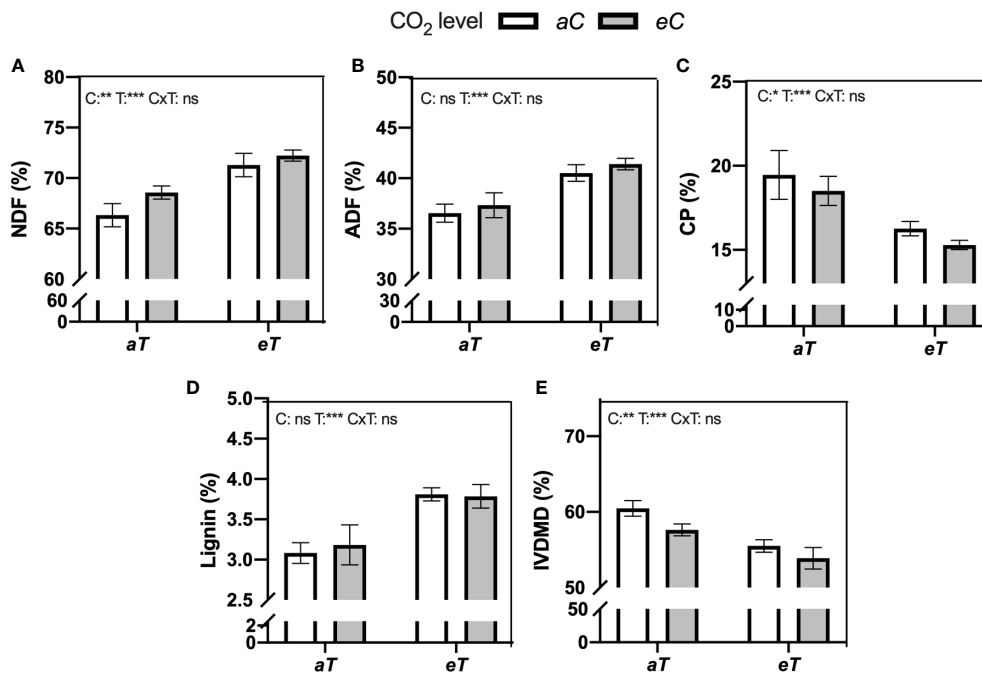 CO₂ level aC eC
A
C:** T:*** CxT: ns
NDF (%)
80
75
70
65
60
60
0
aT eT
B
C: ns T:*** CxT: ns
ADF (%)
50
45
40
35
30
30
0
aT eT
C
C:* T:*** CxT: ns
CP (%)
25
20
15
10
0
aT eT
D
C: ns T:*** CxT: ns
Lignin (%)
5.0
4.5
4.0
3.5
3.0
2.5
2
0
aT eT
E
C:** T:*** CxT: ns
IVDMD (%)
70
60
50
50
0
aT eT